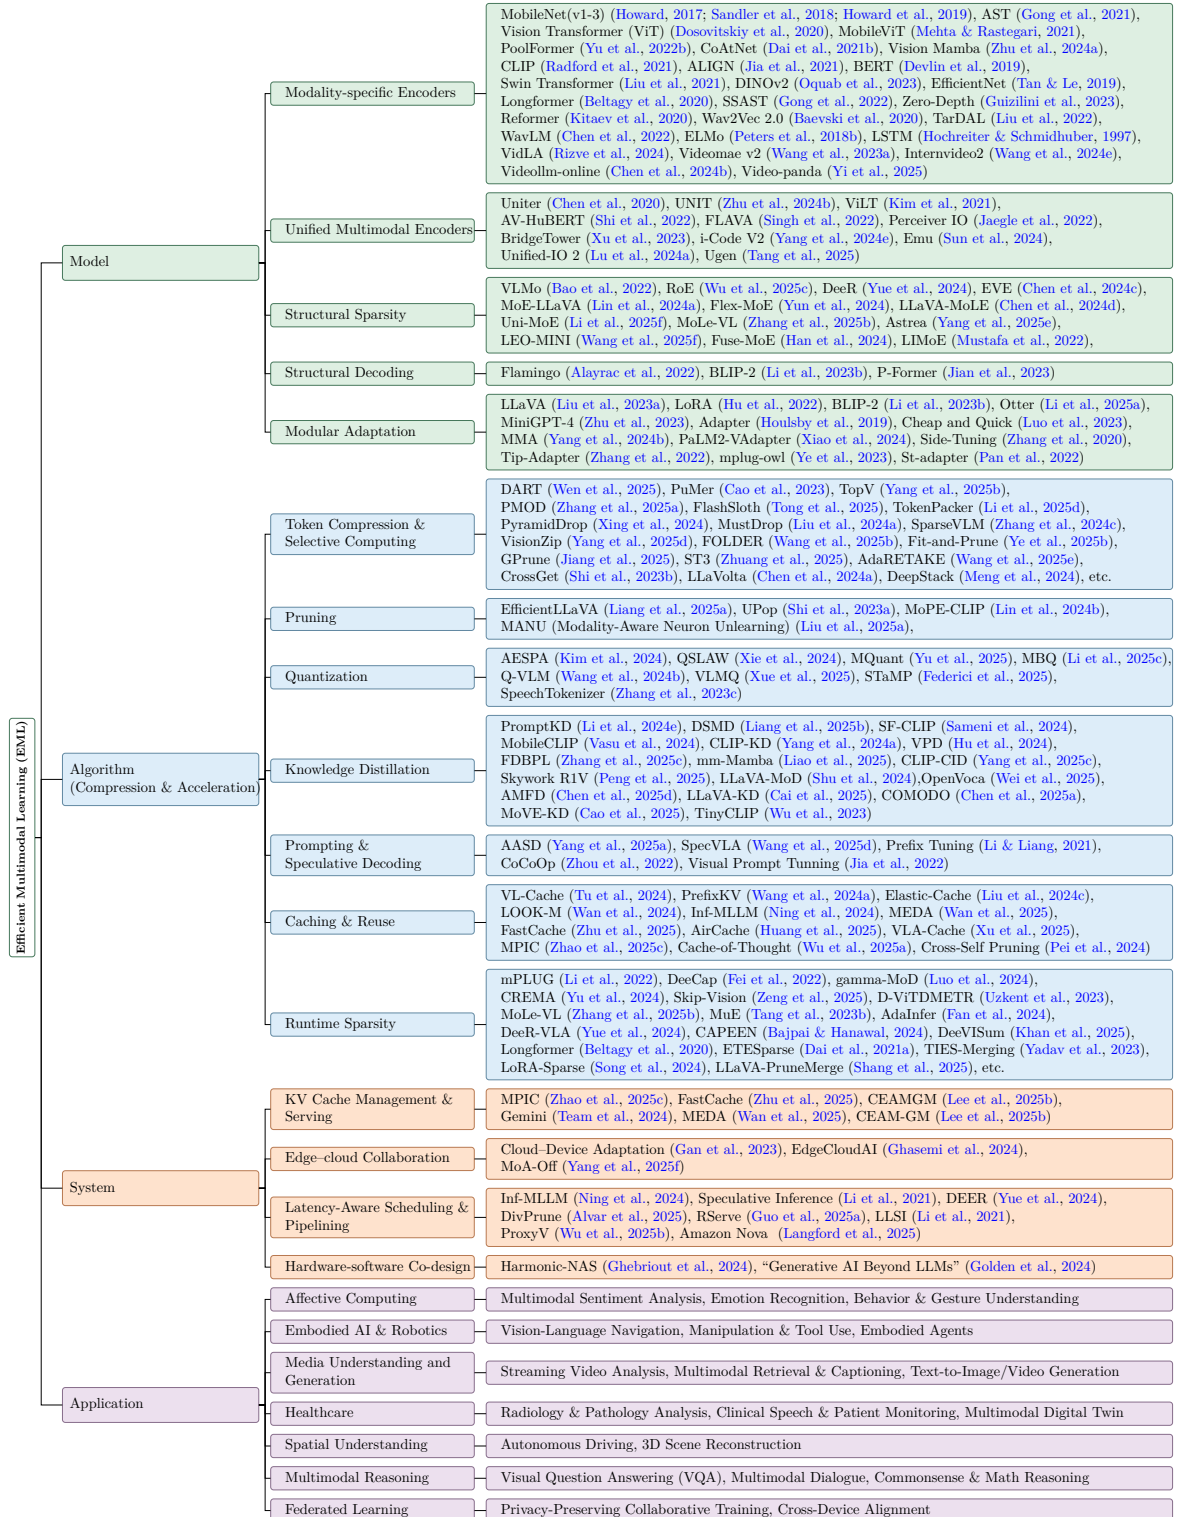 Efficient Multimodal Learning (EML)
Model
Modality-specific Encoders
MobileNet(v1-3) (Howard, 2017; Sandler et al., 2018; Howard et al., 2019), AST (Gong et al., 2021),
Vision Transformer (ViT) (Dosovitskiy et al., 2020), MobileViT (Mehta & Rastegari, 2021),
PoolFormer (Yu et al., 2022b), CoAtNet (Dai et al., 2021b), Vision Mamba (Zhu et al., 2024a),
CLIP (Radford et al., 2021), ALIGN (Jia et al., 2021), BERT (Devlin et al., 2019),
Swin Transformer (Liu et al., 2021), DINOv2 (Oquab et al., 2023), EfficientNet (Tan & Le, 2019),
Longformer (Beltagy et al., 2020), SSAST (Gong et al., 2022), Zero-Depth (Guizilini et al., 2023),
Reformer (Kitaev et al., 2020), Wav2Vec 2.0 (Baevski et al., 2020), TarDAL (Liu et al., 2022),
WavLM (Chen et al., 2022), ELMo (Peters et al., 2018b), LSTM (Hochreiter & Schmidhuber, 1997),
VidLA (Rizve et al., 2024), Videomae v2 (Wang et al., 2023a), Internvideo2 (Wang et al., 2024e),
Videollm-online (Chen et al., 2024b), Video-panda (Yi et al., 2025)
Unified Multimodal Encoders
Uniter (Chen et al., 2020), UNIT (Zhu et al., 2024b), ViLT (Kim et al., 2021),
AV-HuBERT (Shi et al., 2022), FLAVA (Singh et al., 2022), Perceiver IO (Jaegle et al., 2022),
BridgeTower (Xu et al., 2023), i-Code V2 (Yang et al., 2024e), Emu (Sun et al., 2024),
Unified-IO 2 (Lu et al., 2024a), Ugen (Tang et al., 2025)
Structural Sparsity
VLMo (Bao et al., 2022), RoE (Wu et al., 2025c), DeeR (Yue et al., 2024), EVE (Chen et al., 2024c),
MoE-LLaVA (Lin et al., 2024a), Flex-MoE (Yun et al., 2024), LLaVA-MoLE (Chen et al., 2024d),
Uni-MoE (Li et al., 2025f), MoLe-VL (Zhang et al., 2025b), Astrea (Yang et al., 2025e),
LEO-MINI (Wang et al., 2025f), Fuse-MoE (Han et al., 2024), LIMoE (Mustafa et al., 2022),
Structural Decoding
Flamingo (Alayrac et al., 2022), BLIP-2 (Li et al., 2023b), P-Former (Jian et al., 2023)
Modular Adaptation
LLaVA (Liu et al., 2023a), LoRA (Hu et al., 2022), BLIP-2 (Li et al., 2023b), Otter (Li et al., 2025a),
MiniGPT-4 (Zhu et al., 2023), Adapter (Houlsby et al., 2019), Cheap and Quick (Luo et al., 2023),
MMA (Yang et al., 2024b), PaLM2-VAdapter (Xiao et al., 2024), Side-Tuning (Zhang et al., 2020),
Tip-Adapter (Zhang et al., 2022), mplug-owl (Ye et al., 2023), St-adapter (Pan et al., 2022)
Algorithm
(Compression & Acceleration)
Token Compression &
Selective Computing
DART (Wen et al., 2025), PuMer (Cao et al., 2023), TopV (Yang et al., 2025b),
PMOD (Zhang et al., 2025a), FlashSloth (Tong et al., 2025), TokenPacker (Li et al., 2025d),
PyramidDrop (Xing et al., 2024), MustDrop (Liu et al., 2024a), SparseVLM (Zhang et al., 2024c),
VisionZip (Yang et al., 2025d), FOLDER (Wang et al., 2025b), Fit-and-Prune (Ye et al., 2025b),
GPrune (Jiang et al., 2025), ST3 (Zhuang et al., 2025), AdaRETAKE (Wang et al., 2025e),
CrossGet (Shi et al., 2023b), LLaVolta (Chen et al., 2024a), DeepStack (Meng et al., 2024), etc.
Pruning
EfficientLLaVA (Liang et al., 2025a), UPop (Shi et al., 2023a), MoPE-CLIP (Lin et al., 2024b),
MANU (Modality-Aware Neuron Unlearning) (Liu et al., 2025a),
Quantization
AESPA (Kim et al., 2024), QSLAW (Xie et al., 2024), MQuant (Yu et al., 2025), MBQ (Li et al., 2025c),
Q-VLM (Wang et al., 2024b), VLMQ (Xue et al., 2025), STaMP (Federici et al., 2025),
SpeechTokenizer (Zhang et al., 2023c)
Knowledge Distillation
PromptKD (Li et al., 2024e), DSMD (Liang et al., 2025b), SF-CLIP (Sameni et al., 2024),
MobileCLIP (Vasu et al., 2024), CLIP-KD (Yang et al., 2024a), VPD (Hu et al., 2024),
FDBPL (Zhang et al., 2025c), mm-Mamba (Liao et al., 2025), CLIP-CID (Yang et al., 2025c),
Skywork R1V (Peng et al., 2025), LLaVA-MoD (Shu et al., 2024),OpenVoca (Wei et al., 2025),
AMFD (Chen et al., 2025d), LLaVA-KD (Cai et al., 2025), COMODO (Chen et al., 2025a),
MoVE-KD (Cao et al., 2025), TinyCLIP (Wu et al., 2023)
Prompting &
Speculative Decoding
AASD (Yang et al., 2025a), SpecVLA (Wang et al., 2025d), Prefix Tuning (Li & Liang, 2021),
CoCoOp (Zhou et al., 2022), Visual Prompt Tunning (Jia et al., 2022)
Caching & Reuse
VL-Cache (Tu et al., 2024), PrefixKV (Wang et al., 2024a), Elastic-Cache (Liu et al., 2024c),
LOOK-M (Wan et al., 2024), Inf-MLLM (Ning et al., 2024), MEDA (Wan et al., 2025),
FastCache (Zhu et al., 2025), AirCache (Huang et al., 2025), VLA-Cache (Xu et al., 2025),
MPIC (Zhao et al., 2025c), Cache-of-Thought (Wu et al., 2025a), Cross-Self Pruning (Pei et al., 2024)
Runtime Sparsity
mPLUG (Li et al., 2022), DeeCap (Fei et al., 2022), gamma-MoD (Luo et al., 2024),
CREMA (Yu et al., 2024), Skip-Vision (Zeng et al., 2025), D-ViTDMETR (Uzkent et al., 2023),
MoLe-VL (Zhang et al., 2025b), MuE (Tang et al., 2023b), AdaInfer (Fan et al., 2024),
DeeR-VLA (Yue et al., 2024), CAPEEN (Bajpai & Hanawal, 2024), DeeVISum (Khan et al., 2025),
Longformer (Beltagy et al., 2020), ETESparse (Dai et al., 2021a), TIES-Merging (Yadav et al., 2023),
LoRA-Sparse (Song et al., 2024), LLaVA-PruneMerge (Shang et al., 2025), etc.
System
KV Cache Management &
Serving
MPIC (Zhao et al., 2025c), FastCache (Zhu et al., 2025), CEAMGM (Lee et al., 2025b),
Gemini (Team et al., 2024), MEDA (Wan et al., 2025), CEAM-GM (Lee et al., 2025b)
Edge–cloud Collaboration
Cloud–Device Adaptation (Gan et al., 2023), EdgeCloudAI (Ghasemi et al., 2024),
MoA-Off (Yang et al., 2025f)
Latency-Aware Scheduling &
Pipelining
Inf-MLLM (Ning et al., 2024), Speculative Inference (Li et al., 2021), DEER (Yue et al., 2024),
DivPrune (Alvar et al., 2025), RServe (Guo et al., 2025a), LLSI (Li et al., 2021),
ProxyV (Wu et al., 2025b), Amazon Nova (Langford et al., 2025)
Hardware-software Co-design
Harmonic-NAS (Ghebriout et al., 2024), “Generative AI Beyond LLMs” (Golden et al., 2024)
Application
Affective Computing
Multimodal Sentiment Analysis, Emotion Recognition, Behavior & Gesture Understanding
Embodied AI & Robotics
Vision-Language Navigation, Manipulation & Tool Use, Embodied Agents
Media Understanding and
Generation
Streaming Video Analysis, Multimodal Retrieval & Captioning, Text-to-Image/Video Generation
Healthcare
Radiology & Pathology Analysis, Clinical Speech & Patient Monitoring, Multimodal Digital Twin
Spatial Understanding
Autonomous Driving, 3D Scene Reconstruction
Multimodal Reasoning
Visual Question Answering (VQA), Multimodal Dialogue, Commonsense & Math Reasoning
Federated Learning
Privacy-Preserving Collaborative Training, Cross-Device Alignment